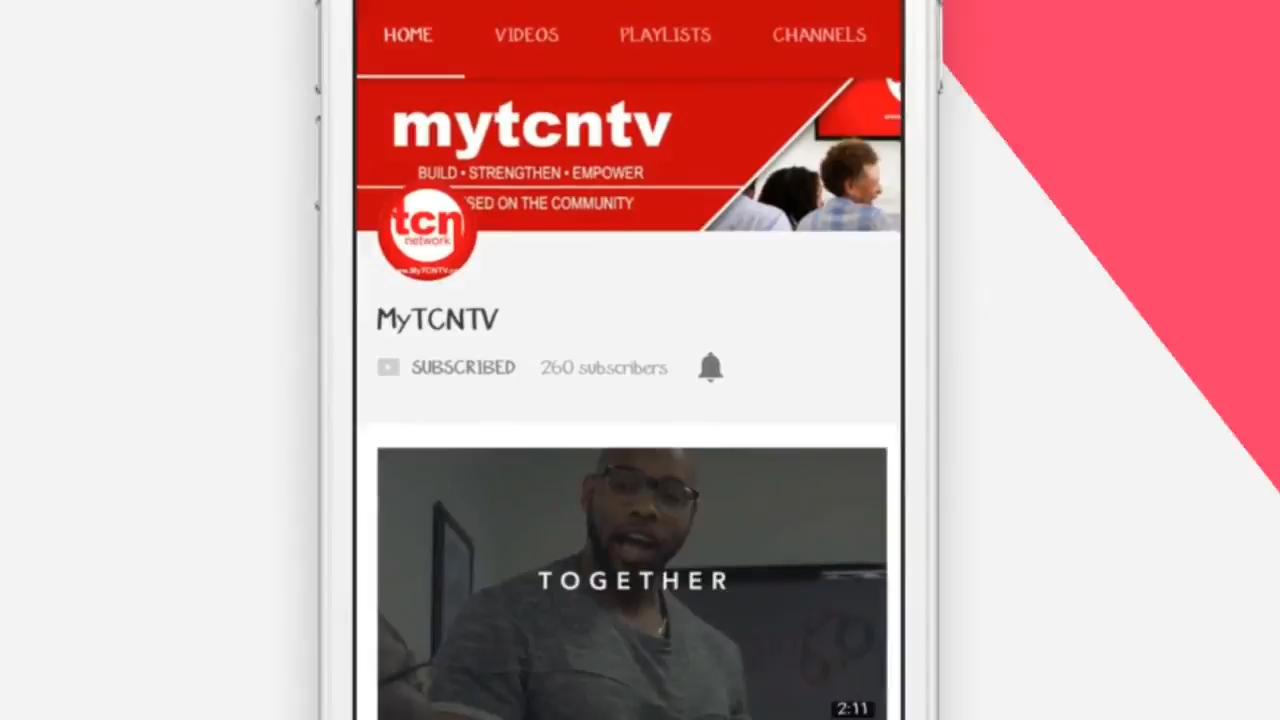 HOME VIDEOS PLAYLISTS CHANNELS
mytcntv
BUILD • STRENGTHEN • EMPOWER
SED ON THE COMMUNITY
tcn
network
MyTCNTV
SUBSCRIBED 260 subscribers
TOGETHER
2:11